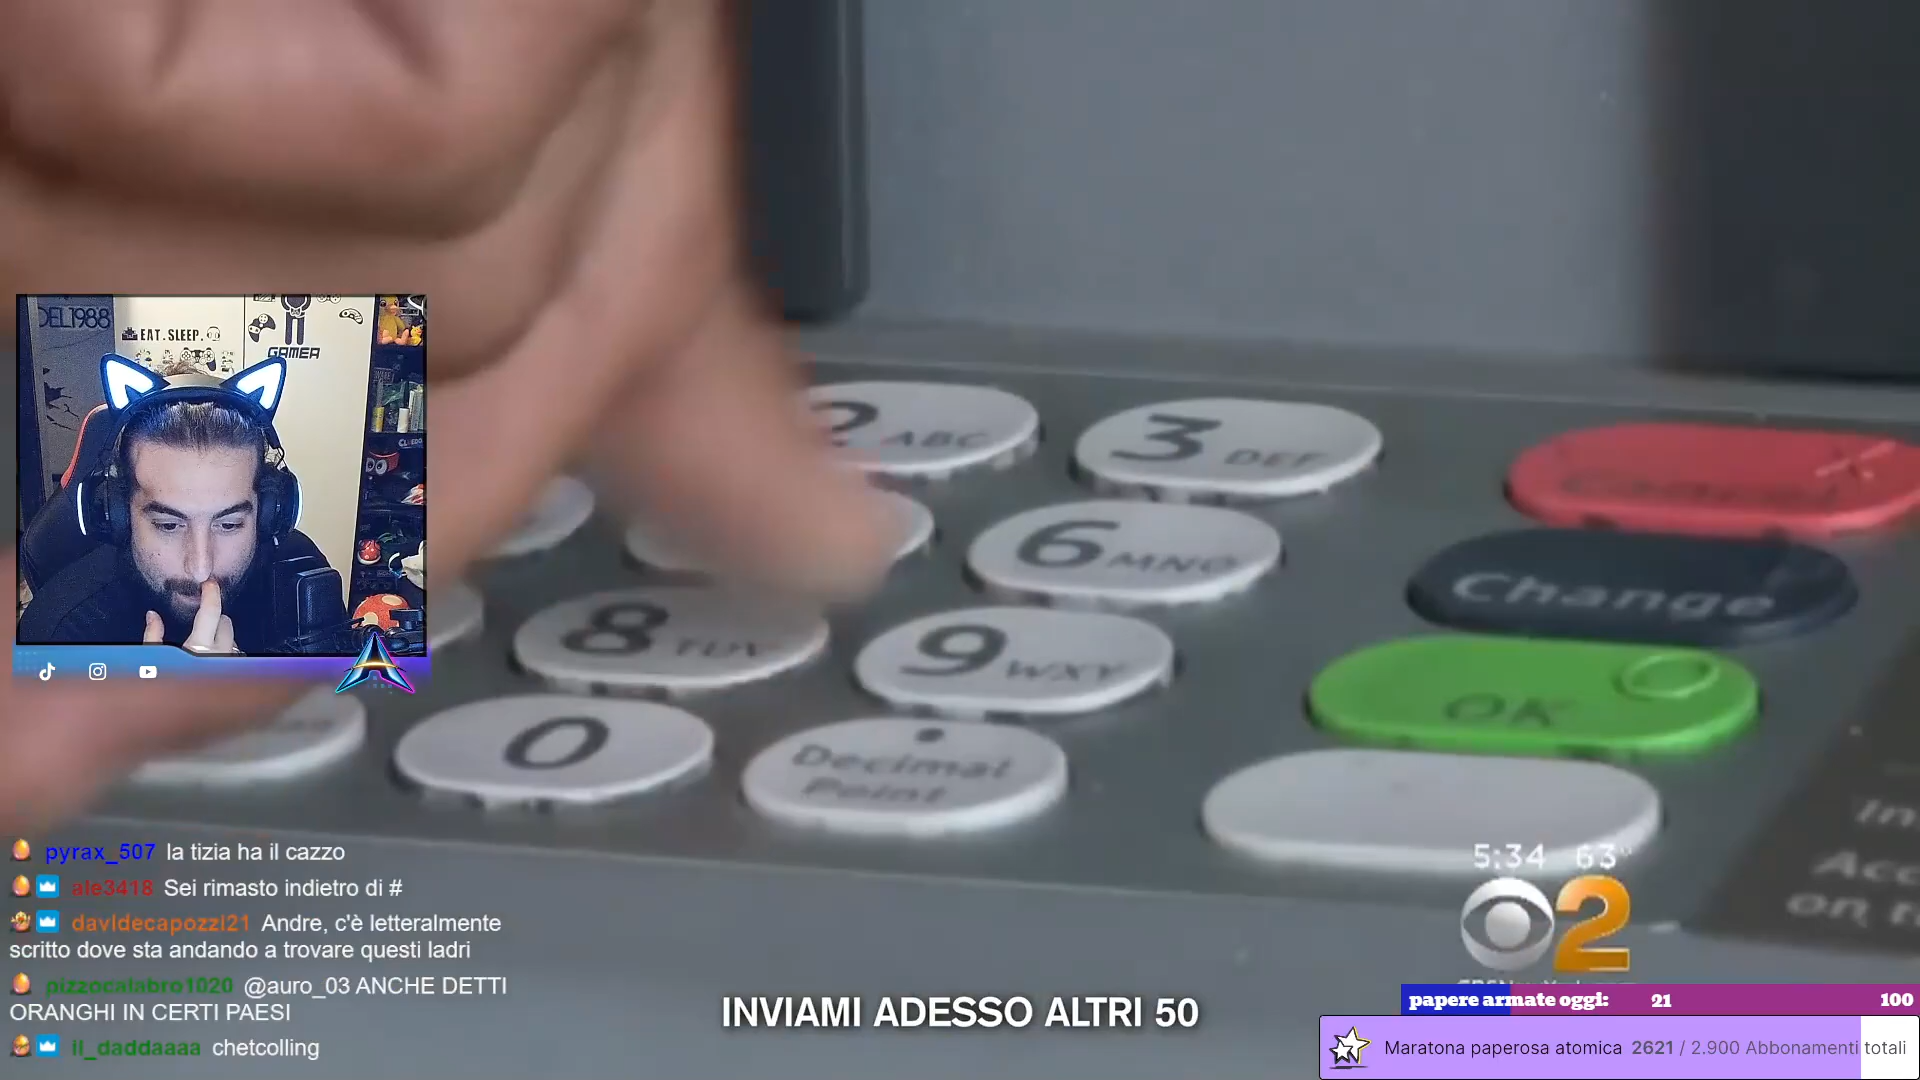 DEL1988
EAT.SLEEP.
GAMER
2 ABC
3 DEF
Cancel
6 MNO
Change
8 TUV
9 WXY
OK
0
Decimal
Point
5:34 63°
2
pyrax_507 la tizia ha il cazzo
ale3418 Sei rimasto indietro di #
davidecapozzi21 Andre, c'è letteralmente
scritto dove sta andando a trovare questi ladri
pizzocalabro1020 @auro_03 ANCHE DETTI
ORANGHI IN CERTI PAESI
il_daddaaaa chetcolling
INVIAMI ADESSO ALTRI 50
papere armate oggi: 21 100
Maratona paperosa atomica 2621 / 2.900 Abbonamenti totali